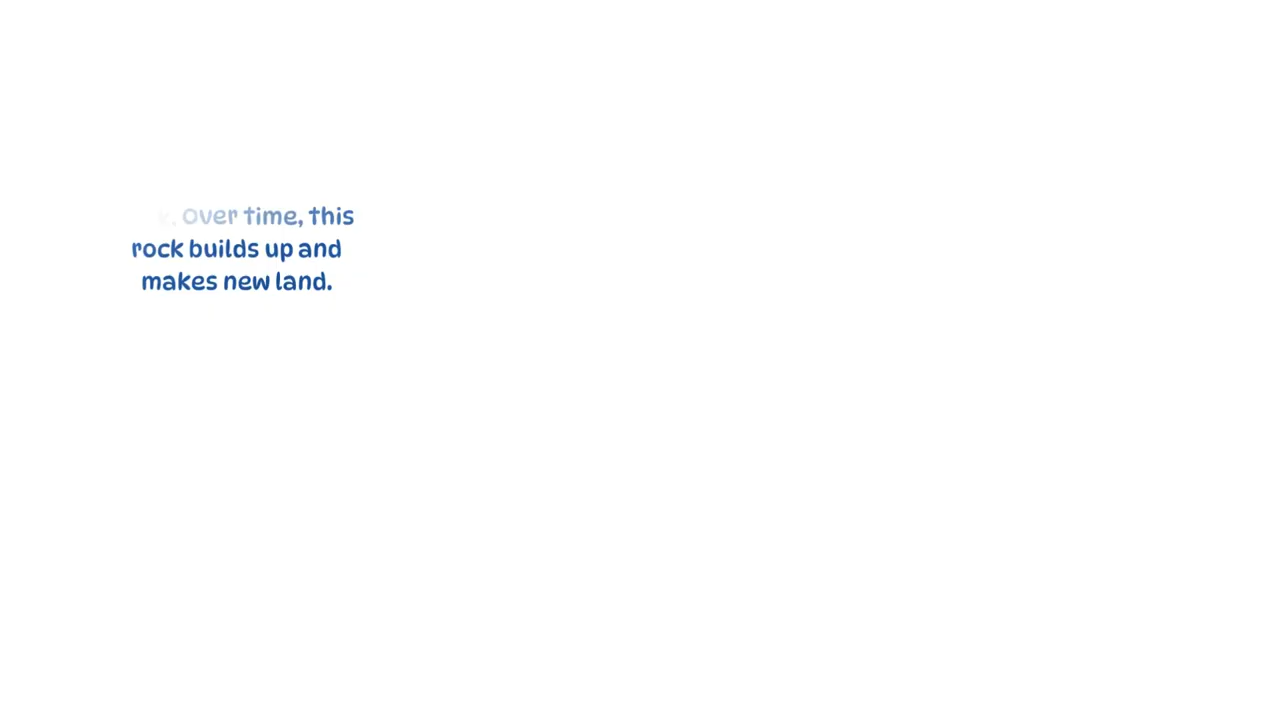 over time, this
rock builds up and
makes new land.